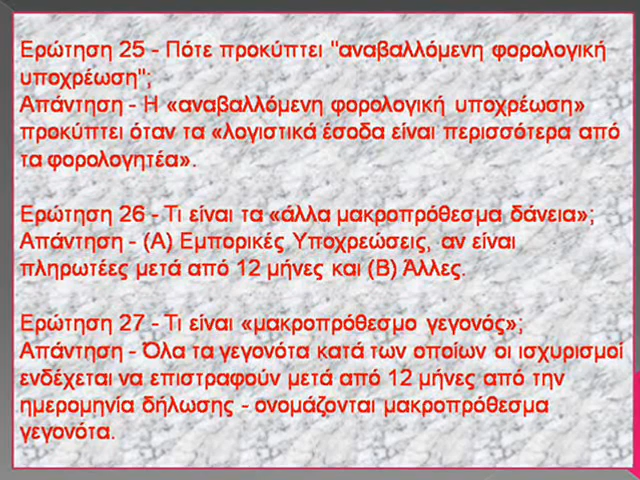 Ερώτηση 25 - Πότε προκύπτει "αναβαλλόμενη φορολογική
υποχρέωση";
Απάντηση - Η «αναβαλλόμενη φορολογική υποχρέωση»
προκύπτει όταν τα «λογιστικά έσοδα είναι περισσότερα από
τα φορολογητέα».
Ερώτηση 26 - Τι είναι τα «άλλα μακροπρόθεσμα δάνεια»;
Απάντηση - (Α) Εμπορικές Υποχρεώσεις, αν είναι
πληρωτέες μετά από 12 μήνες και (Β) Άλλες.
Ερώτηση 27 - Τι είναι «μακροπρόθεσμο γεγονός»;
Απάντηση - Όλα τα γεγονότα κατά των οποίων οι ισχυρισμοί
ενδέχεται να επιστραφούν μετά από 12 μήνες από την
ημερομηνία δήλωσης - ονομάζονται μακροπρόθεσμα
γεγονότα.